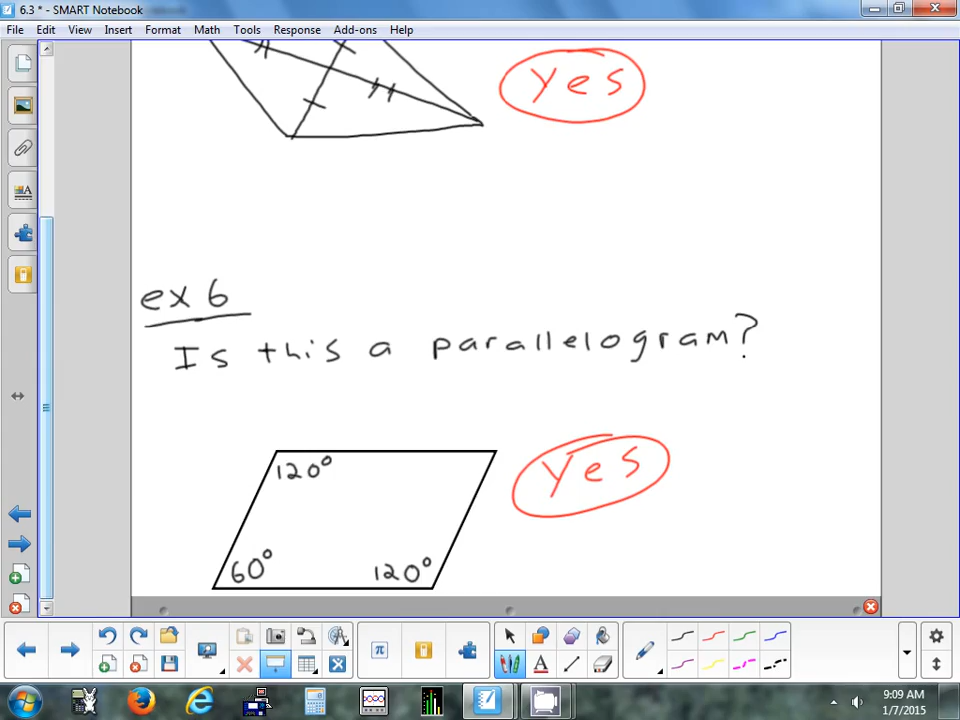 6.3 * - SMART Notebook
File Edit View Insert Format Math Tools Response Add-ons Help
Yes
ex 6
Is this a parallelogram?
120°
Yes
60°
120°
9:09 AM
1/7/2015